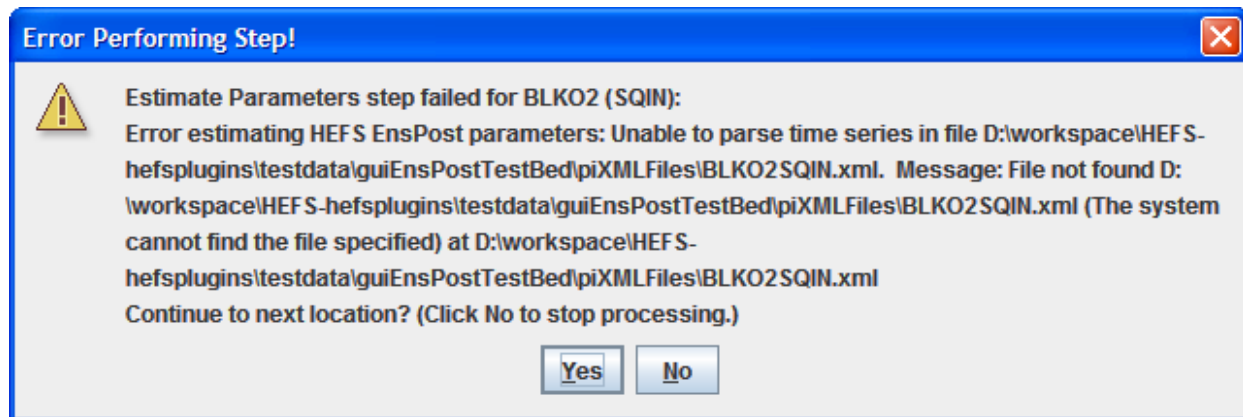 Error Performing Step!
Estimate Parameters step failed for BLKO2 (SQIN):
Error estimating HEFS EnsPost parameters: Unable to parse time series in file D:\workspace\HEFS-
hefsplugins\testdata\guiEnsPostTestBed\piXMLFiles\BLKO2SQIN.xml.  Message: File not found D:
\workspace\HEFS-hefsplugins\testdata\guiEnsPostTestBed\piXMLFiles\BLKO2SQIN.xml (The system
cannot find the file specified) at D:\workspace\HEFS-
hefsplugins\testdata\guiEnsPostTestBed\piXMLFiles\BLKO2SQIN.xml
Continue to next location? (Click No to stop processing.)
Yes No